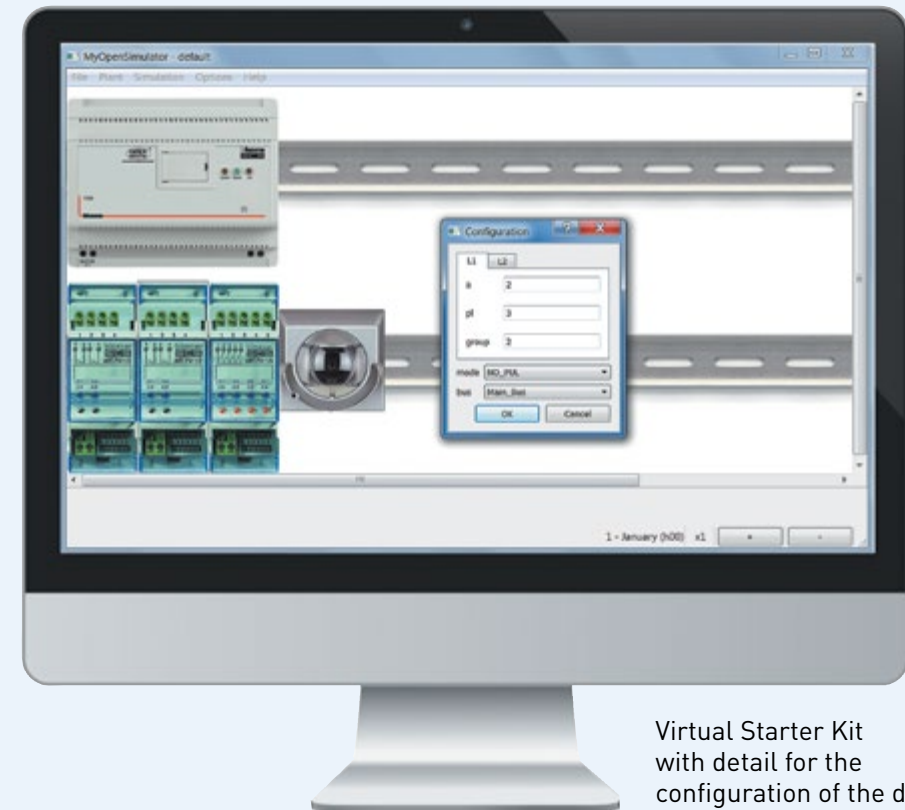 MyOpenSimulator - default
File Plant Simulation Options Help
Configuration
L1 L2
a 2
pl 3
group 2
mode NO_PUL
bus Main_Bus
OK Cancel
1 - January (h00) x1 + -
Virtual Starter Kit
with detail for the
configuration of the d